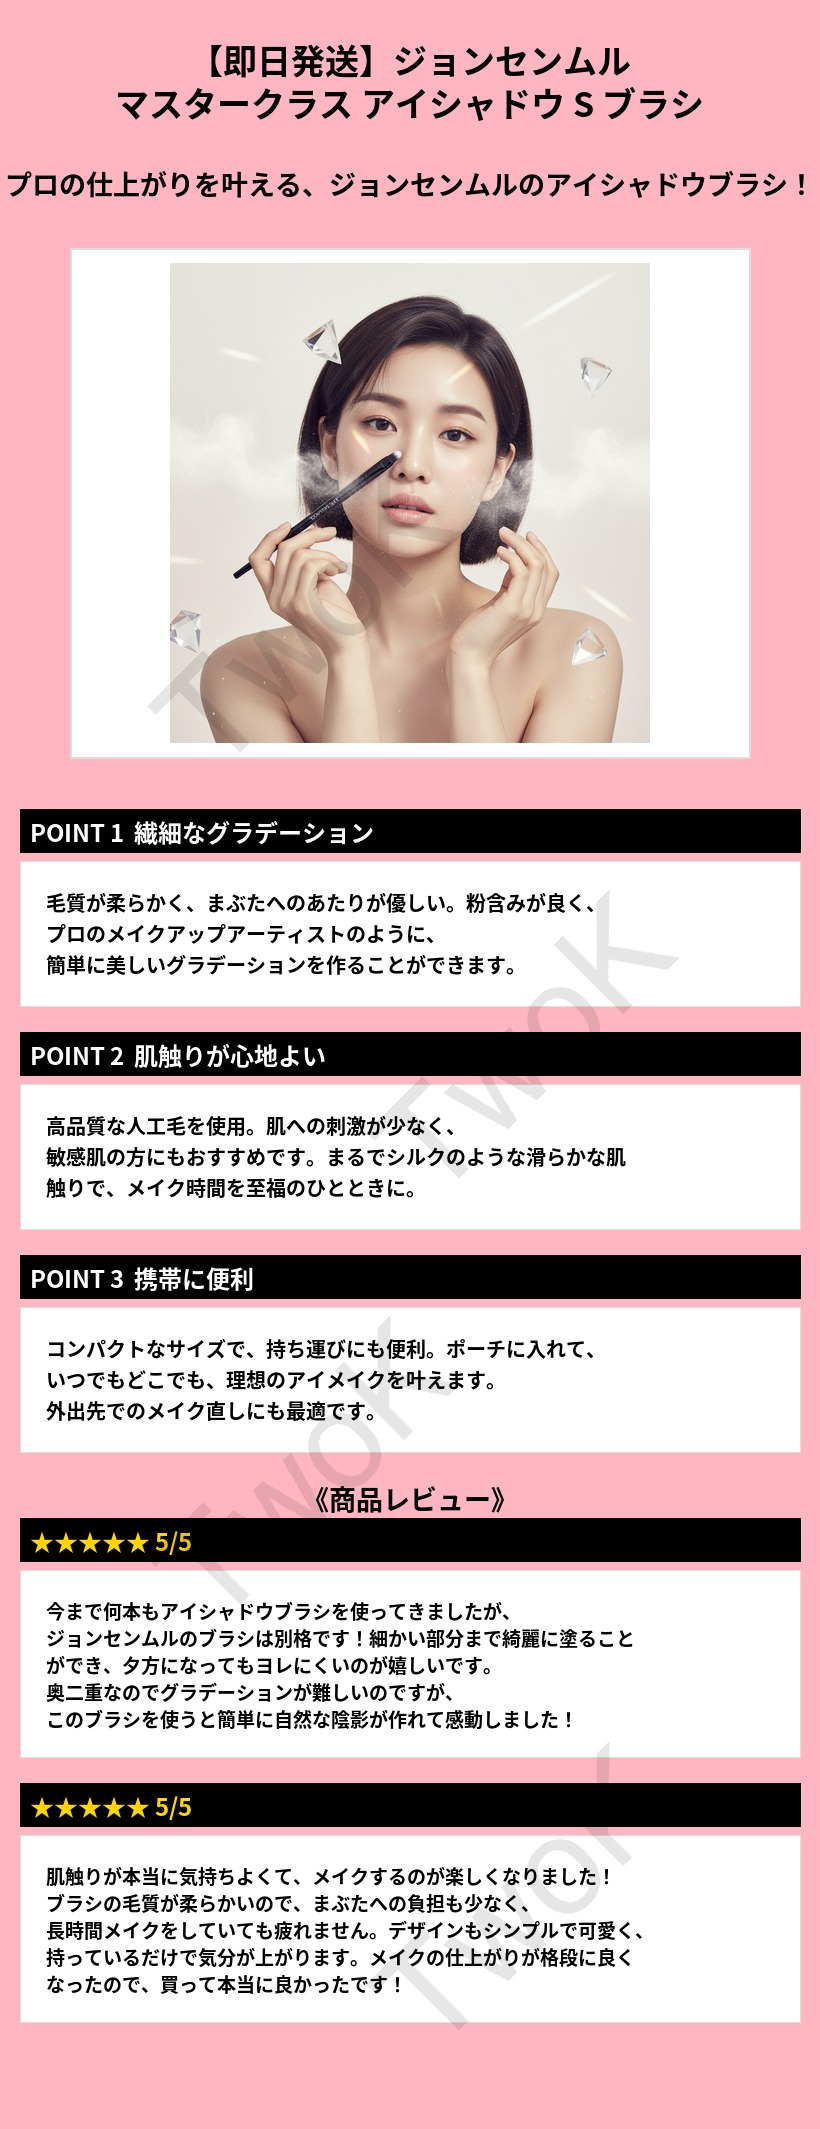 【即日発送】ジョンセンムル
マスタークラス アイシャドウ S ブラシ
プロの仕上がりを叶える、ジョンセンムルのアイシャドウブラシ！
TwoK
POINT 1 繊細なグラデーション
毛質が柔らかく、まぶたへのあたりが優しい。粉含みが良く、
プロのメイクアップアーティストのように、
簡単に美しいグラデーションを作ることができます。
TwoK
POINT 2 肌触りが心地よい
高品質な人工毛を使用。肌への刺激が少なく、
敏感肌の方にもおすすめです。まるでシルクのような滑らかな肌
触りで、メイク時間を至福のひとときに。
POINT 3 携帯に便利
コンパクトなサイズで、持ち運びにも便利。ポーチに入れて、
いつでもどこでも、理想のアイメイクを叶えます。
外出先でのメイク直しにも最適です。
TwoK
《商品レビュー》
★★★★★ 5/5
今まで何本もアイシャドウブラシを使ってきましたが、
ジョンセンムルのブラシは別格です！細かい部分まで綺麗に塗ること
ができ、夕方になってもヨレにくいのが嬉しいです。
奥二重なのでグラデーションが難しいのですが、
このブラシを使うと簡単に自然な陰影が作れて感動しました！
★★★★★ 5/5
肌触りが本当に気持ちよくて、メイクするのが楽しくなりました！
ブラシの毛質が柔らかいので、まぶたへの負担も少なく、
長時間メイクをしていても疲れません。デザインもシンプルで可愛く、
持っているだけで気分が上がります。メイクの仕上がりが格段に良く
なったので、買って本当に良かったです！
TwoK